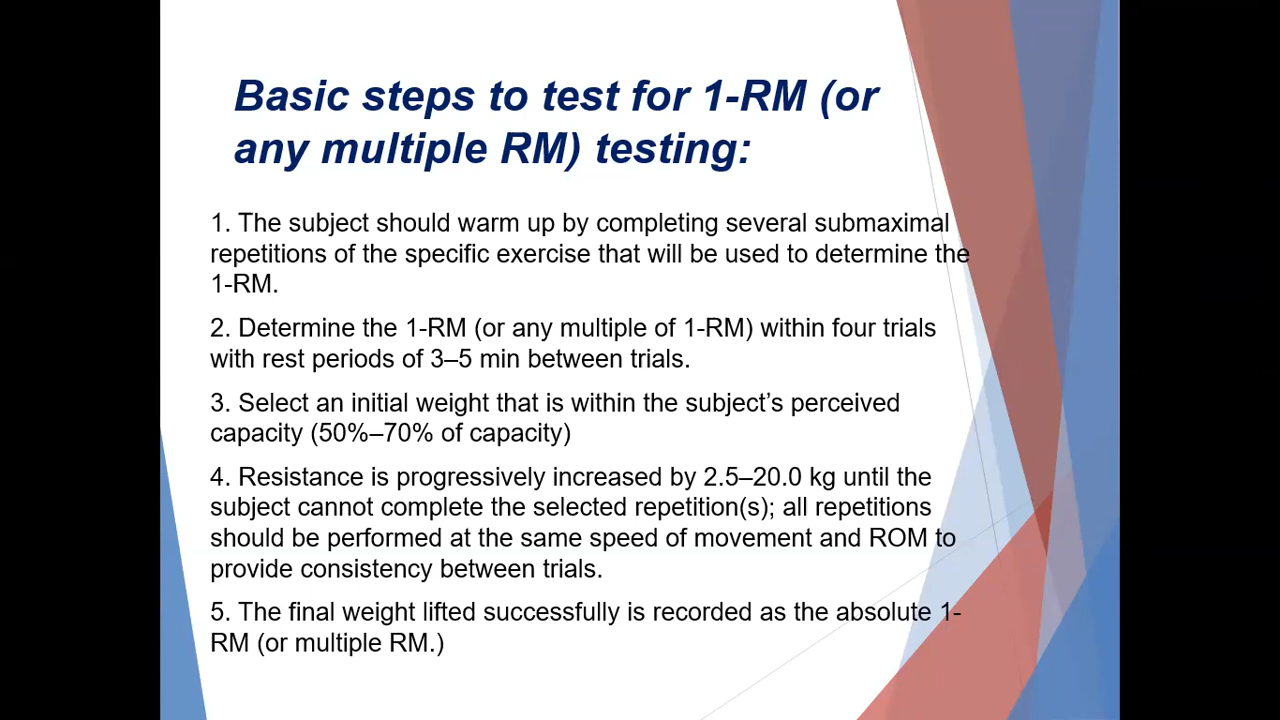 Basic steps to test for 1-RM (or
any multiple RM) testing:
1. The subject should warm up by completing several submaximal
repetitions of the specific exercise that will be used to determine the
1-RM.
2. Determine the 1-RM (or any multiple of 1-RM) within four trials
with rest periods of 3–5 min between trials.
3. Select an initial weight that is within the subject’s perceived
capacity (50%–70% of capacity)
4. Resistance is progressively increased by 2.5–20.0 kg until the
subject cannot complete the selected repetition(s); all repetitions
should be performed at the same speed of movement and ROM to
provide consistency between trials.
5. The final weight lifted successfully is recorded as the absolute 1-
RM (or multiple RM.)